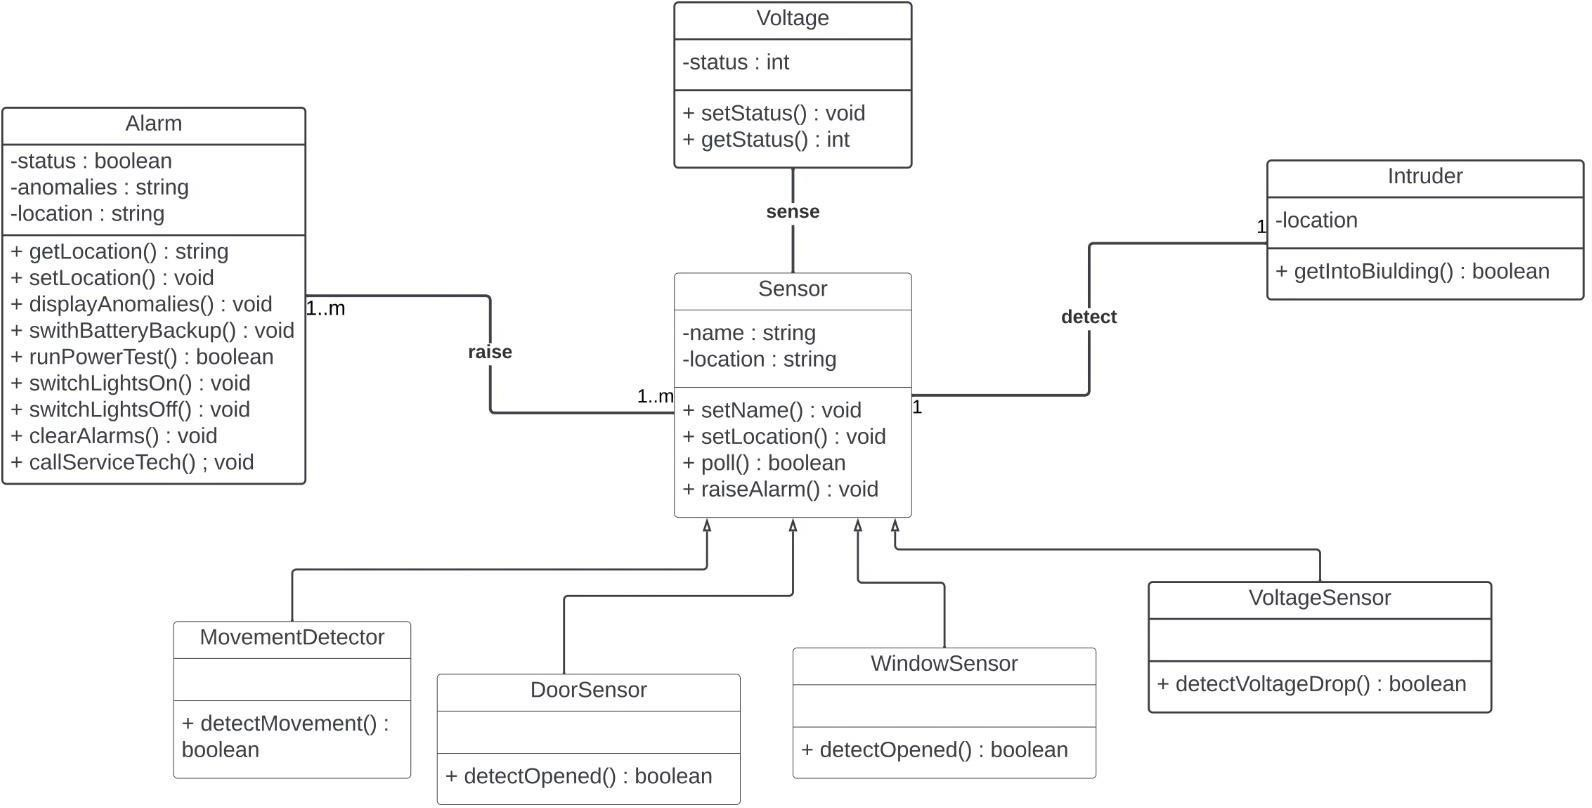 Voltage
-status : int
+ setStatus() : void
+ getStatus() : int
Alarm
-status : boolean
-anomalies : string
-location : string
+ getLocation() : string
+ setLocation() : void
+ displayAnomalies() : void
+ swithBatteryBackup() : void
+ runPowerTest() : boolean
+ switchLightsOn() : void
+ switchLightsOff() : void
+ clearAlarms() : void
+ callServiceTech() ; void
1..m
raise
1..m
sense
Sensor
-name : string
-location : string
+ setName() : void
+ setLocation() : void
+ poll() : boolean
+ raiseAlarm() : void
1
detect
1
Intruder
-location
+ getIntoBiulding() : boolean
MovementDetector
+ detectMovement() :
boolean
DoorSensor
+ detectOpened() : boolean
WindowSensor
+ detectOpened() : boolean
VoltageSensor
+ detectVoltageDrop() : boolean